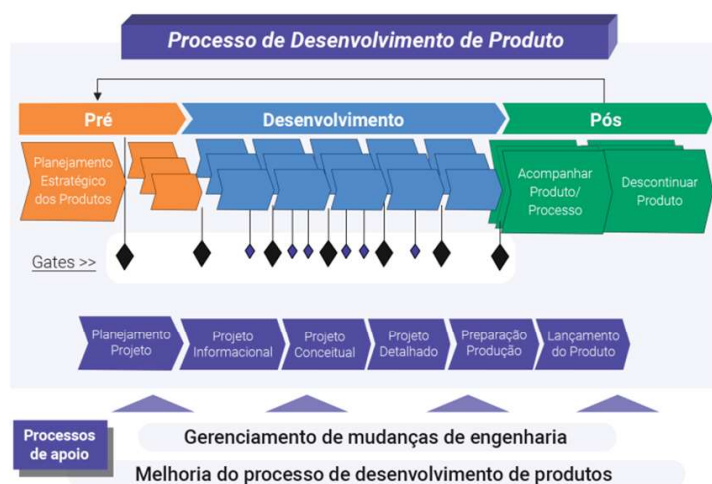 Processo de Desenvolvimento de Produto
Pré
Desenvolvimento
Pós
Planejamento
Estratégico
dos Produtos
Acompanhar
Produto/
Processo
Descontinuar
Produto
Gates >>
Planejamento
Projeto
Projeto
Informacional
Projeto
Conceitual
Projeto
Detalhado
Preparação
Produção
Lançamento
do Produto
Processos
de apoio
Gerenciamento de mudanças de engenharia
Melhoria do processo de desenvolvimento de produtos